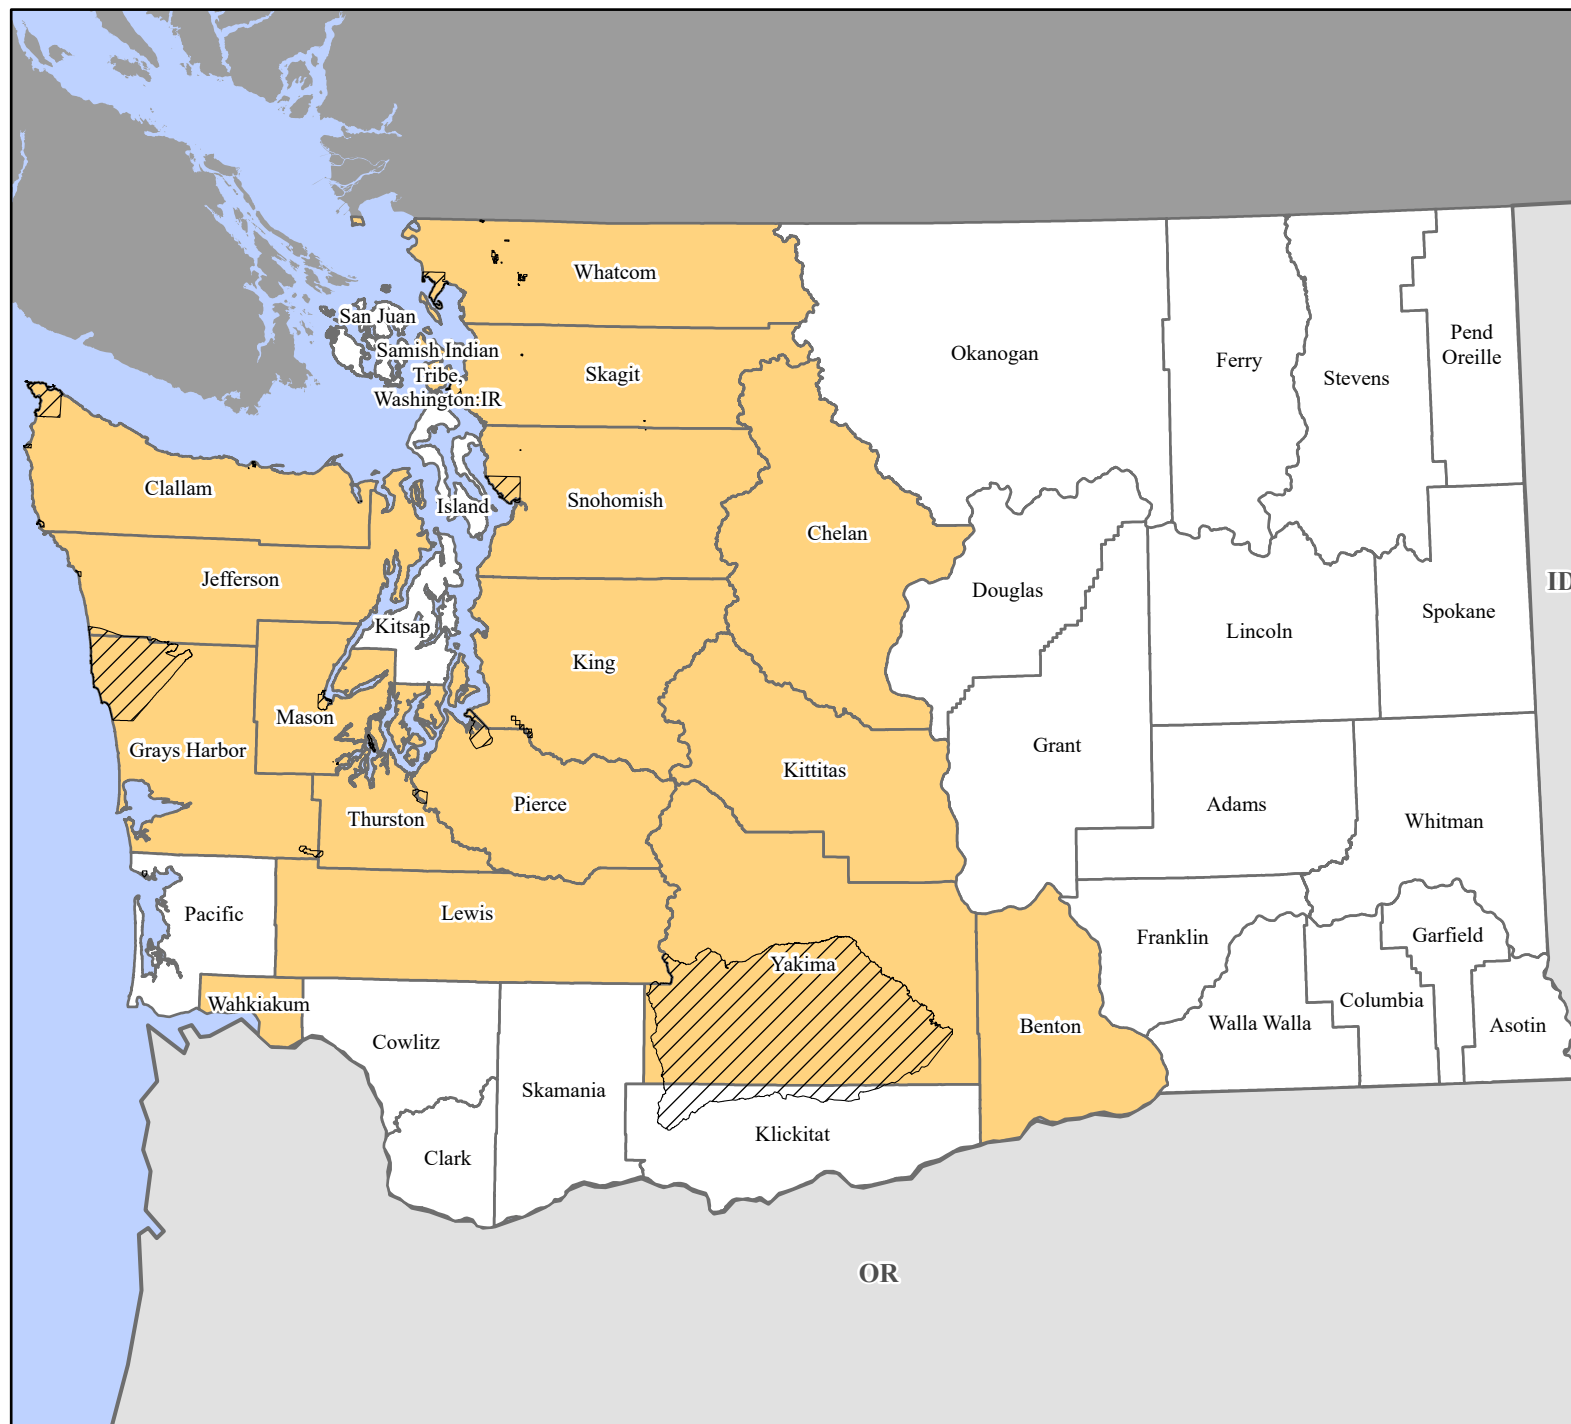 Whatcom
San Juan
Samish Indian
Tribe,
Washington:IR
Skagit
Okanogan
Ferry
Stevens
Pend
Oreille
Clallam
Island
Snohomish
Chelan
Jefferson
Kitsap
Douglas
ID
Spokane
Lincoln
King
Mason
Grays Harbor
Grant
Kittitas
Thurston
Pierce
Adams
Whitman
Pacific
Lewis
Yakima
Franklin
Garfield
Wahkiakum
Cowlitz
Skamania
Benton
Walla Walla
Columbia
Asotin
Clark
Klickitat
OR